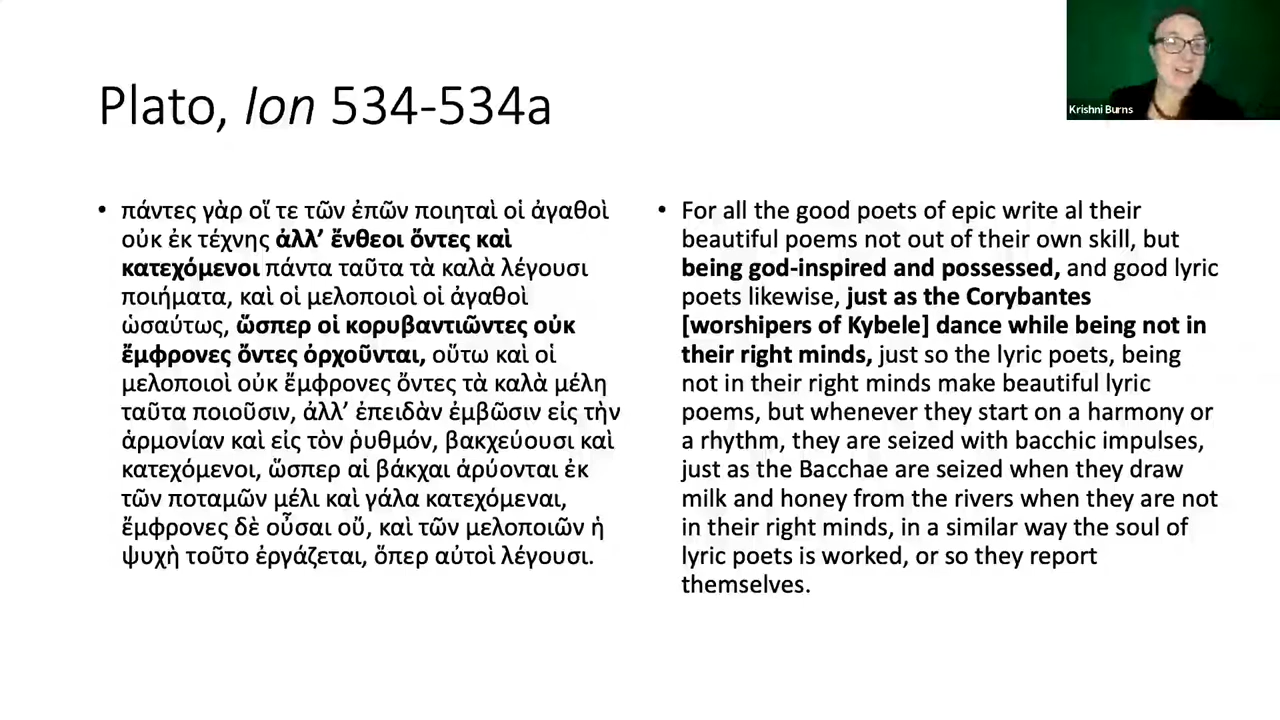 Plato, Ion 534-534a
Krishni Burns
• πάντες γὰρ οἵ τε τῶν ἐπῶν ποιηταὶ οἱ ἀγαθοὶ
οὐκ ἐκ τέχνης ἀλλ’ ἔνθεοι ὄντες καὶ
κατεχόμενοι πάντα ταῦτα τὰ καλὰ λέγουσι
ποιήματα, καὶ οἱ μελοποιοὶ οἱ ἀγαθοὶ
ὡσαύτως, ὥσπερ οἱ κορυβαντιῶντες οὐκ
ἔμφρονες ὄντες ὀρχοῦνται, οὕτω καὶ οἱ
μελοποιοὶ οὐκ ἔμφρονες ὄντες τὰ καλὰ μέλη
ταῦτα ποιοῦσιν, ἀλλ’ ἐπειδὰν ἐμβῶσιν εἰς τὴν
ἁρμονίαν καὶ εἰς τὸν ῥυθμόν, βακχεύουσι καὶ
κατεχόμενοι, ὥσπερ αἱ βάκχαι ἀρύονται ἐκ
τῶν ποταμῶν μέλι καὶ γάλα κατεχόμεναι,
ἔμφρονες δὲ οὖσαι οὔ, καὶ τῶν μελοποιῶν ἡ
ψυχὴ τοῦτο ἐργάζεται, ὅπερ αὐτοὶ λέγουσι.
• For all the good poets of epic write al their
beautiful poems not out of their own skill, but
being god-inspired and possessed, and good lyric
poets likewise, just as the Corybantes
[worshipers of Kybele] dance while being not in
their right minds, just so the lyric poets, being
not in their right minds make beautiful lyric
poems, but whenever they start on a harmony or
a rhythm, they are seized with bacchic impulses,
just as the Bacchae are seized when they draw
milk and honey from the rivers when they are not
in their right minds, in a similar way the soul of
lyric poets is worked, or so they report
themselves.